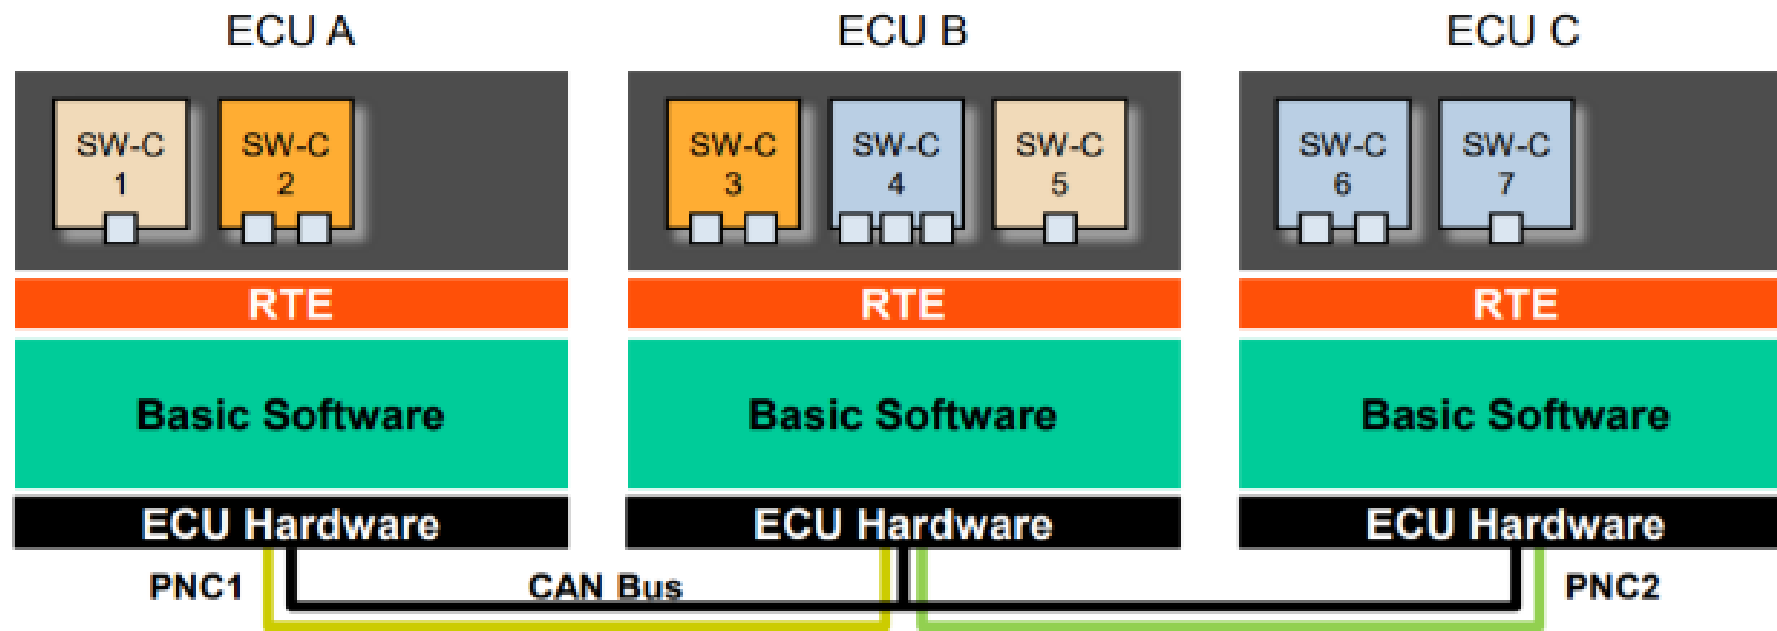 ECU A
ECU B
ECU C
SW-C
1
SW-C
2
SW-C
3
SW-C
4
SW-C
5
SW-C
6
SW-C
7
RTE
RTE
RTE
Basic Software
Basic Software
Basic Software
ECU Hardware
ECU Hardware
ECU Hardware
PNC1
CAN Bus
PNC2